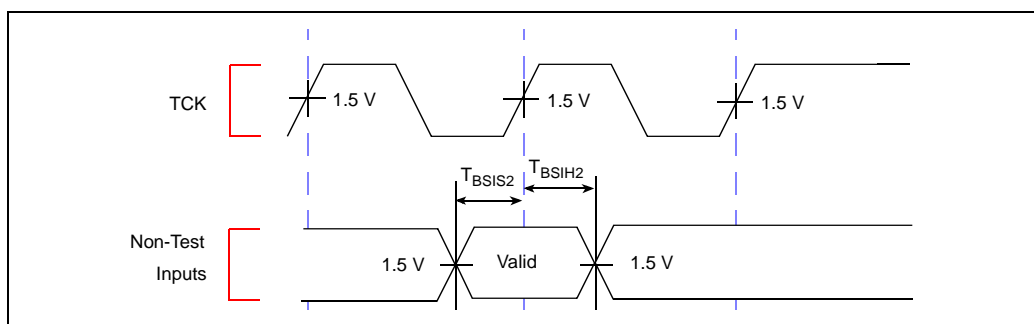 TCK
1.5 V
1.5 V
1.5 V
TBSIS2
TBSIH2
Non-Test
Inputs
1.5 V
Valid
1.5 V